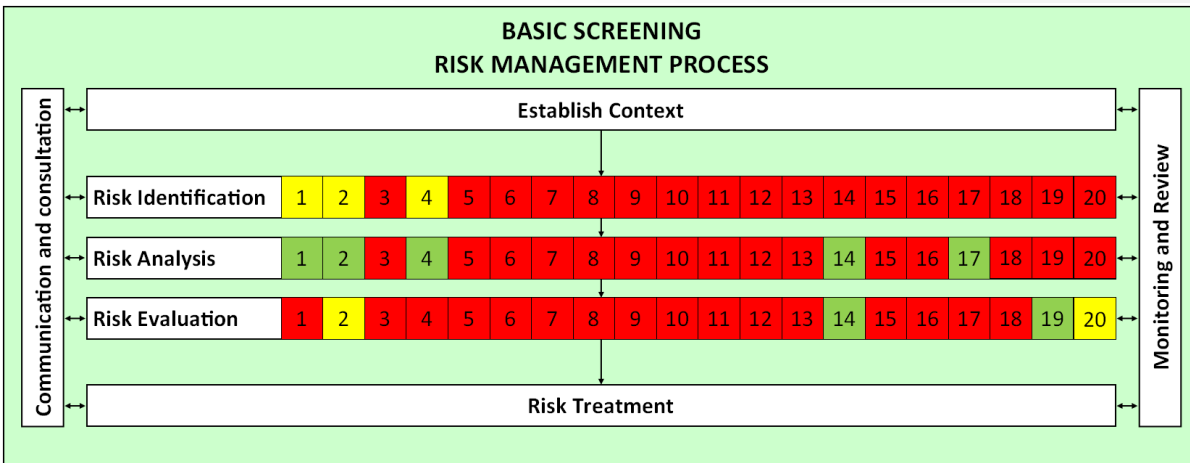 BASIC SCREENING
RISK MANAGEMENT PROCESS
Communication and consultation
Establish Context
Risk Identification 1 2 3 4 5 6 7 8 9 10 11 12 13 14 15 16 17 18 19 20
Risk Analysis 1 2 3 4 5 6 7 8 9 10 11 12 13 14 15 16 17 18 19 20
Risk Evaluation 1 2 3 4 5 6 7 8 9 10 11 12 13 14 15 16 17 18 19 20
Risk Treatment
Monitoring and Review